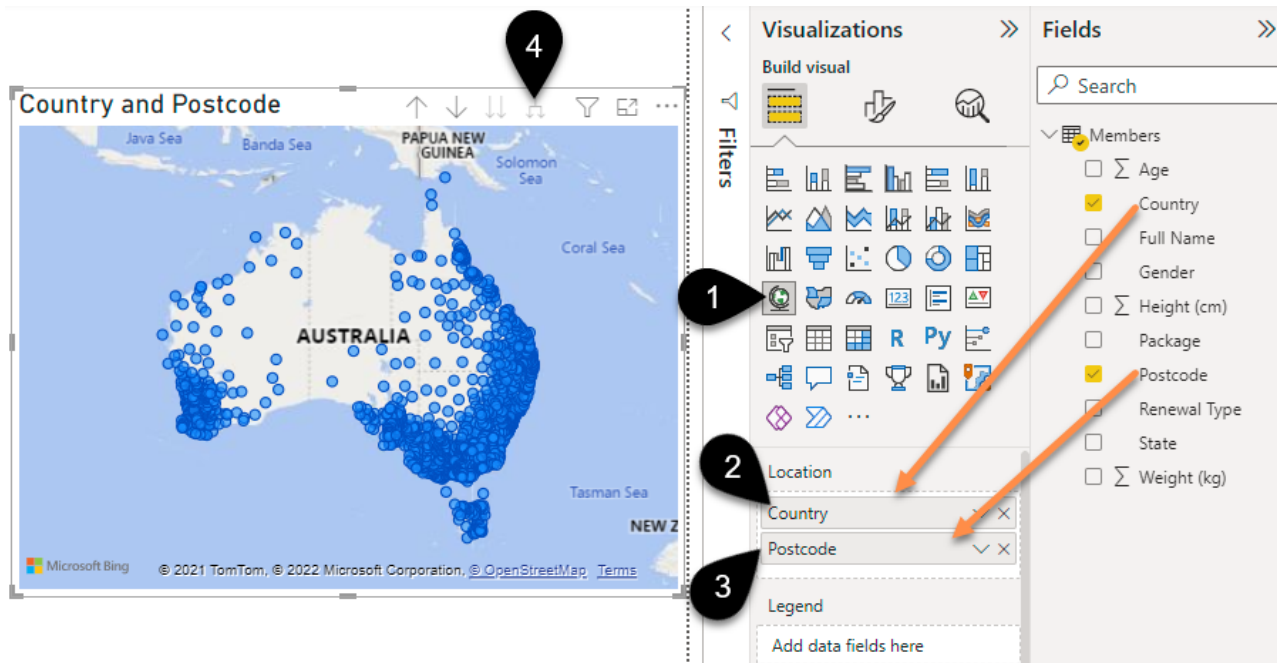 4
Country and Postcode
Java Sea
Banda Sea
PAPUA NEW
GUINEA
Solomon
Sea
Coral Sea
AUSTRALIA
Tasman Sea
NEW Z
Microsoft Bing
© 2021 TomTom, © 2022 Microsoft Corporation, © OpenStreetMap Terms
Filters
Visualizations
Build visual
1
123
R
Py
2
Location
Country
Postcode
3
Legend
Add data fields here
Fields
Search
Members
Age
Country
Full Name
Gender
Height (cm)
Package
Postcode
Renewal Type
State
Weight (kg)